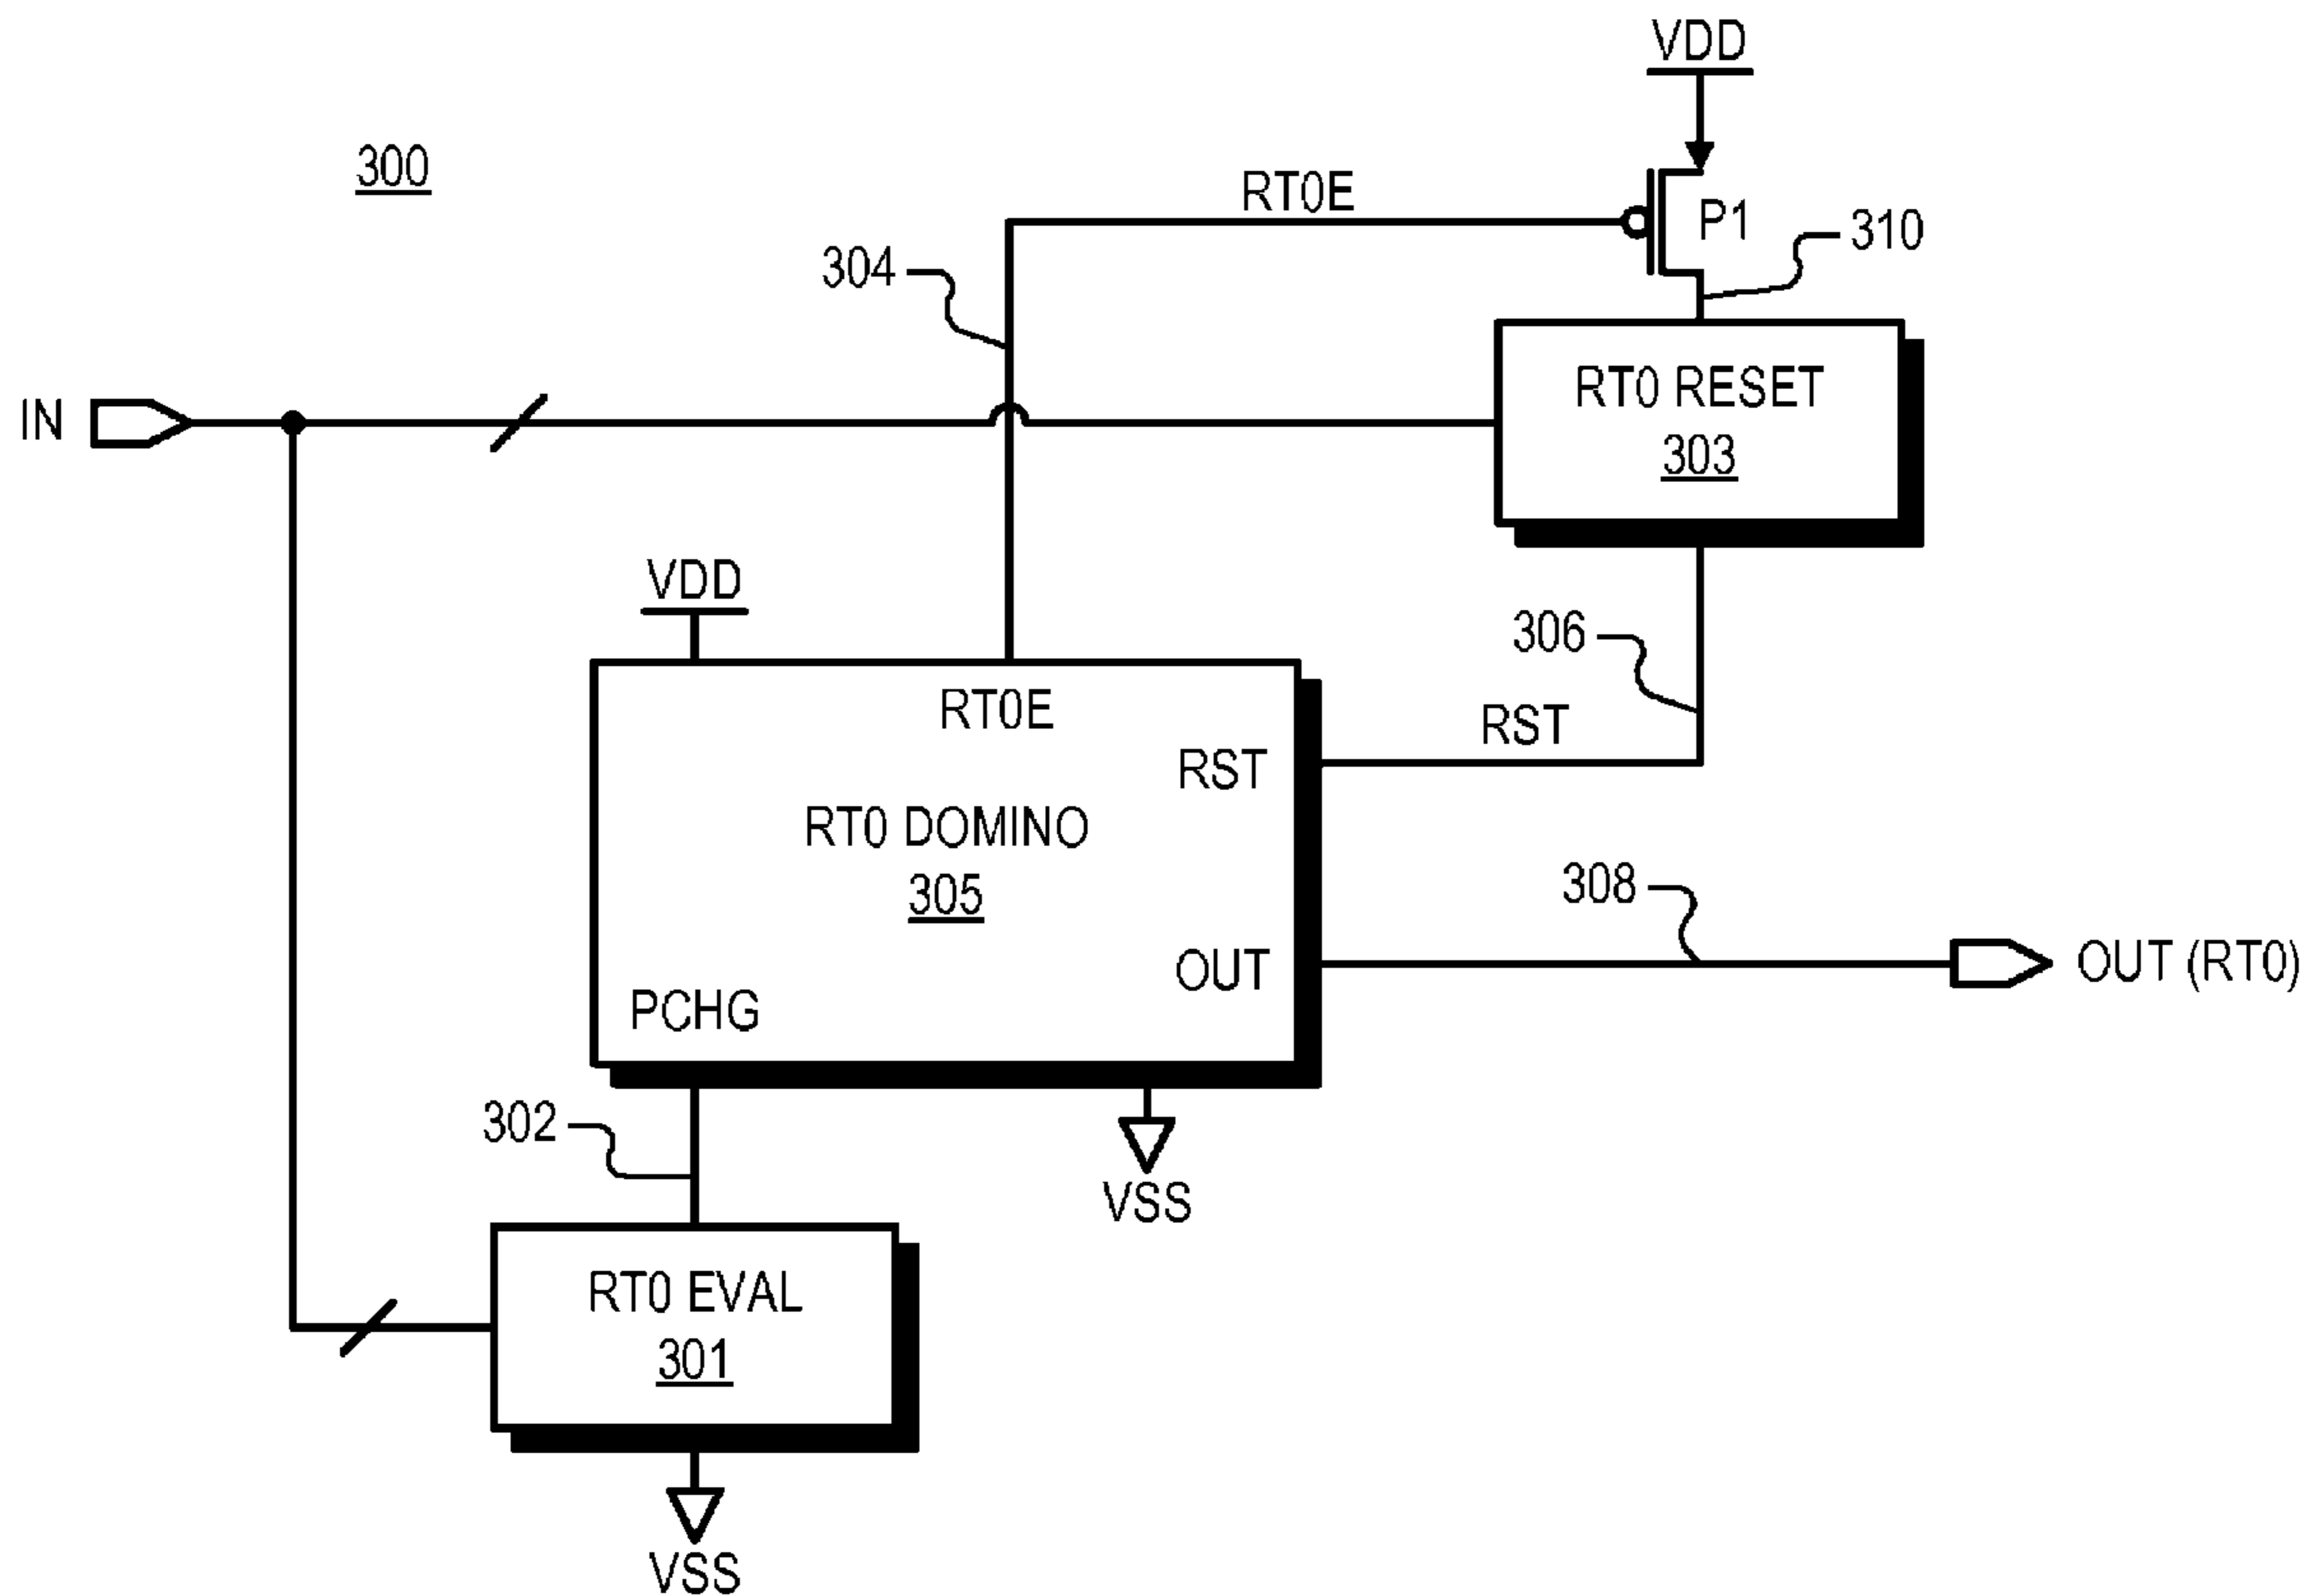 VDD
300
RT0E
P1
310
304
IN
RT0 RESET
303
VDD
306
RT0E
RST
RST
RT0 DOMINO
305
308
OUT
OUT (RT0)
PCHG
302
VSS
RT0 EVAL
301
VSS